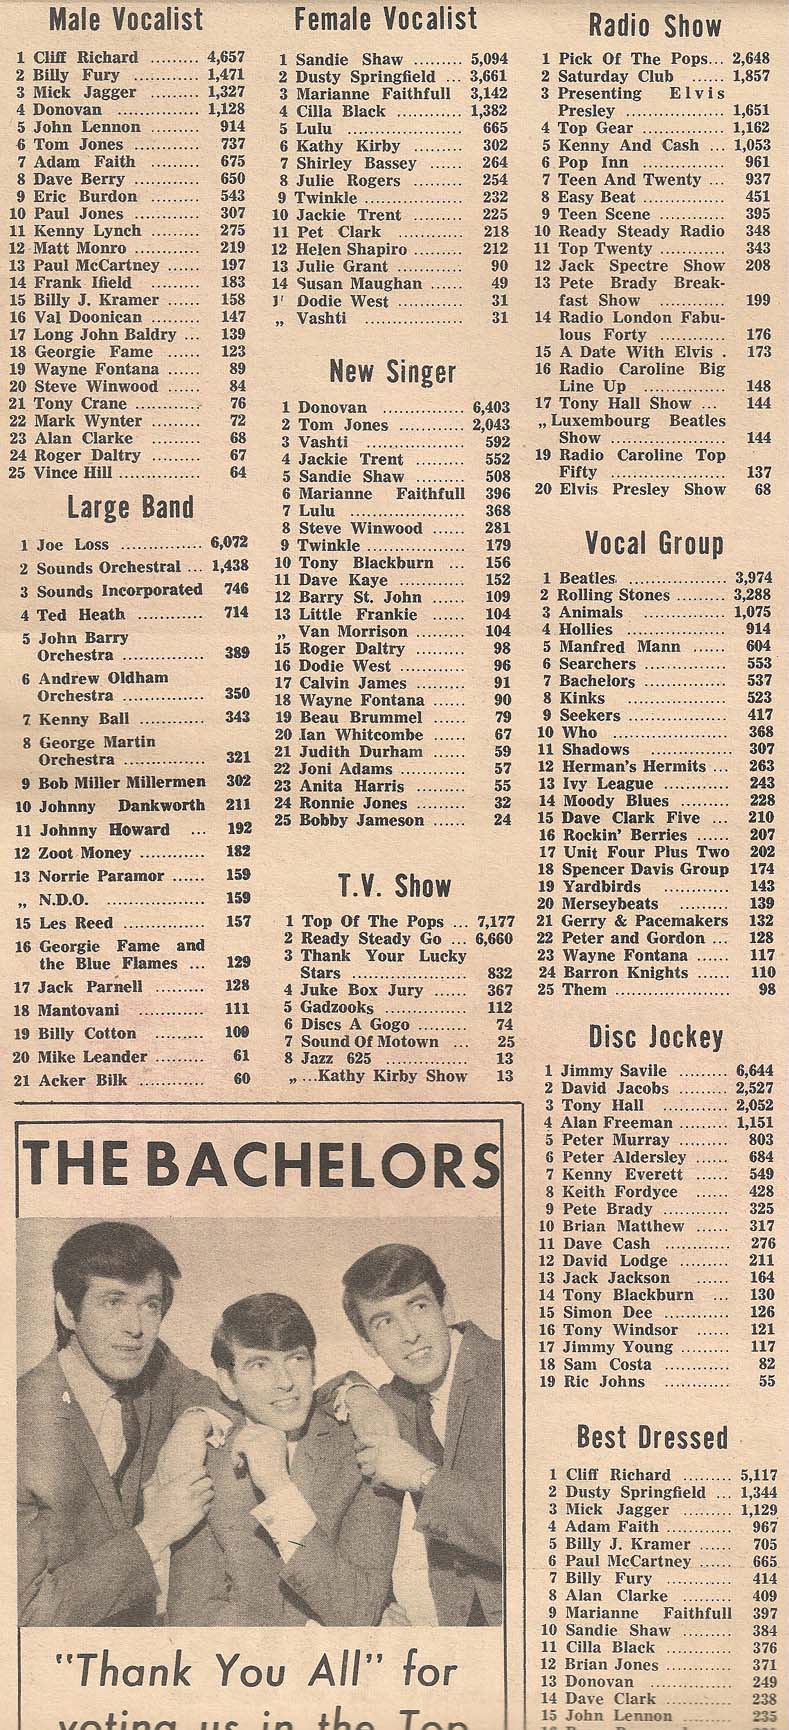 Male Vocalist
1 Cliff Richard ......... 4,657
2 Billy Fury ............ 1,471
3 Mick Jagger ......... 1,327
4 Donovan .............. 1,128
5 John Lennon ......... 914
6 Tom Jones ............ 737
7 Adam Faith ......... 675
8 Dave Berry ............ 650
9 Eric Burdon ......... 543
10 Paul Jones ............ 307
11 Kenny Lynch ......... 275
12 Matt Monro ......... 219
13 Paul McCartney ...... 197
14 Frank Ifield ......... 183
15 Billy J. Kramer ...... 158
16 Val Doonican ......... 147
17 Long John Baldry ... 139
18 Georgie Fame ...... 123
19 Wayne Fontana ...... 89
20 Steve Winwood ...... 84
21 Tony Crane ............ 76
22 Mark Wynter ......... 72
23 Alan Clarke ......... 68
24 Roger Daltry ......... 67
25 Vince Hill ............... 64
Large Band
1 Joe Loss ............... 6,072
2 Sounds Orchestral ... 1,438
3 Sounds Incorporated 746
4 Ted Heath ............ 714
5 John Barry
Orchestra ............... 389
6 Andrew Oldham
Orchestra ............... 350
7 Kenny Ball ............ 343
8 George Martin
Orchestra ............... 321
9 Bob Miller Millermen 302
10 Johnny Dankworth 211
11 Johnny Howard ... 192
12 Zoot Money ............ 182
13 Norrie Paramor ...... 159
„ N.D.O. ............... 159
15 Les Reed ............... 157
16 Georgie Fame and
the Blue Flames ... 129
17 Jack Parnell ......... 128
18 Mantovani ............ 111
19 Billy Cotton ......... 109
20 Mike Leander ......... 61
21 Acker Bilk ............ 60
Female Vocalist
1 Sandie Shaw ......... 5,094
2 Dusty Springfield ... 3,661
3 Marianne Faithfull 3,142
4 Cilla Black ............ 1,382
5 Lulu ..................... 665
6 Kathy Kirby ......... 302
7 Shirley Bassey ...... 264
8 Julie Rogers ......... 254
9 Twinkle ............... 232
10 Jackie Trent ......... 225
11 Pet Clark ............ 218
12 Helen Shapiro ......... 212
13 Julie Grant ......... 90
14 Susan Maughan ...... 49
1' Dodie West ............ 31
„ Vashti .................. 31
New Singer
1 Donovan ............... 6,403
2 Tom Jones ............ 2,043
3 Vashti .................. 592
4 Jackie Trent ......... 552
5 Sandie Shaw ......... 508
6 Marianne Faithfull 396
7 Lulu ..................... 368
8 Steve Winwood ...... 281
9 Twinkle ............... 179
10 Tony Blackburn ... 156
11 Dave Kaye ............ 152
12 Barry St. John ...... 109
13 Little Frankie ...... 104
„ Van Morrison ......... 104
15 Roger Daltry ......... 98
16 Dodie West ............ 96
17 Calvin James ......... 91
18 Wayne Fontana ...... 90
19 Beau Brummel ...... 79
20 Ian Whitcombe ...... 67
21 Judith Durham ...... 59
22 Joni Adams ............ 57
23 Anita Harris ......... 55
24 Ronnie Jones ......... 32
25 Bobby Jameson ...... 24
T.V. Show
1 Top Of The Pops ... 7,177
2 Ready Steady Go ... 6,660
3 Thank Your Lucky
Stars .................. 832
4 Juke Box Jury ...... 367
5 Gadzooks ............ 112
6 Discs A Gogo ......... 74
7 Sound Of Motown ... 25
8 Jazz 625 ............... 13
„ ...Kathy Kirby Show 13
THE BACHELORS
"Thank You All" for
voting us in the Top
Radio Show
1 Pick Of The Pops... 2,648
2 Saturday Club ...... 1,857
3 Presenting Elvis
Presley .................. 1,651
4 Top Gear ............... 1,162
5 Kenny And Cash ... 1,053
6 Pop Inn ............... 961
7 Teen And Twenty ... 937
8 Easy Beat ............ 451
9 Teen Scene ............ 395
10 Ready Steady Radio 348
11 Top Twenty ............ 343
12 Jack Spectre Show 208
13 Pete Brady Break-
fast Show ............ 199
14 Radio London Fabu-
lous Forty ............ 176
15 A Date With Elvis . 173
16 Radio Caroline Big
Line Up ............... 148
17 Tony Hall Show ... 144
„ Luxembourg Beatles
Show .................. 144
19 Radio Caroline Top
Fifty .................. 137
20 Elvis Presley Show 68
Vocal Group
1 Beatles .................. 3,974
2 Rolling Stones ......... 3,288
3 Animals ............... 1,075
4 Hollies .................. 914
5 Manfred Mann ...... 604
6 Searchers ............ 553
7 Bachelors ............ 537
8 Kinks .................. 523
9 Seekers ............... 417
10 Who ..................... 368
11 Shadows ............... 307
12 Herman's Hermits ... 263
13 Ivy League ............ 243
14 Moody Blues ......... 228
15 Dave Clark Five ... 210
16 Rockin' Berries ...... 207
17 Unit Four Plus Two 202
18 Spencer Davis Group 174
19 Yardbirds ............ 143
20 Merseybeats ......... 139
21 Gerry & Pacemakers 132
22 Peter and Gordon ... 128
23 Wayne Fontana ...... 117
24 Barron Knights ...... 110
25 Them .................. 98
Disc Jockey
1 Jimmy Savile ......... 6,644
2 David Jacobs ......... 2,527
3 Tony Hall ............ 2,052
4 Alan Freeman ......... 1,151
5 Peter Murray ......... 803
6 Peter Aldersley ...... 684
7 Kenny Everett ...... 549
8 Keith Fordyce ...... 428
9 Pete Brady ............ 325
10 Brian Matthew ...... 317
11 Dave Cash ............ 276
12 David Lodge ......... 211
13 Jack Jackson ...... 164
14 Tony Blackburn ... 130
15 Simon Dee ............ 126
16 Tony Windsor ...... 121
17 Jimmy Young ......... 117
18 Sam Costa ............ 82
19 Ric Johns ............ 55
Best Dressed
1 Cliff Richard ......... 5,117
2 Dusty Springfield ... 1,344
3 Mick Jagger ......... 1,129
4 Adam Faith ............ 967
5 Billy J. Kramer ...... 705
6 Paul McCartney ...... 665
7 Billy Fury ............ 414
8 Alan Clarke ......... 409
9 Marianne Faithfull 397
10 Sandie Shaw ......... 384
11 Cilla Black ............ 376
12 Brian Jones ............ 371
13 Donovan ............... 249
14 Dave Clark ............ 238
15 John Lennon ......... 235